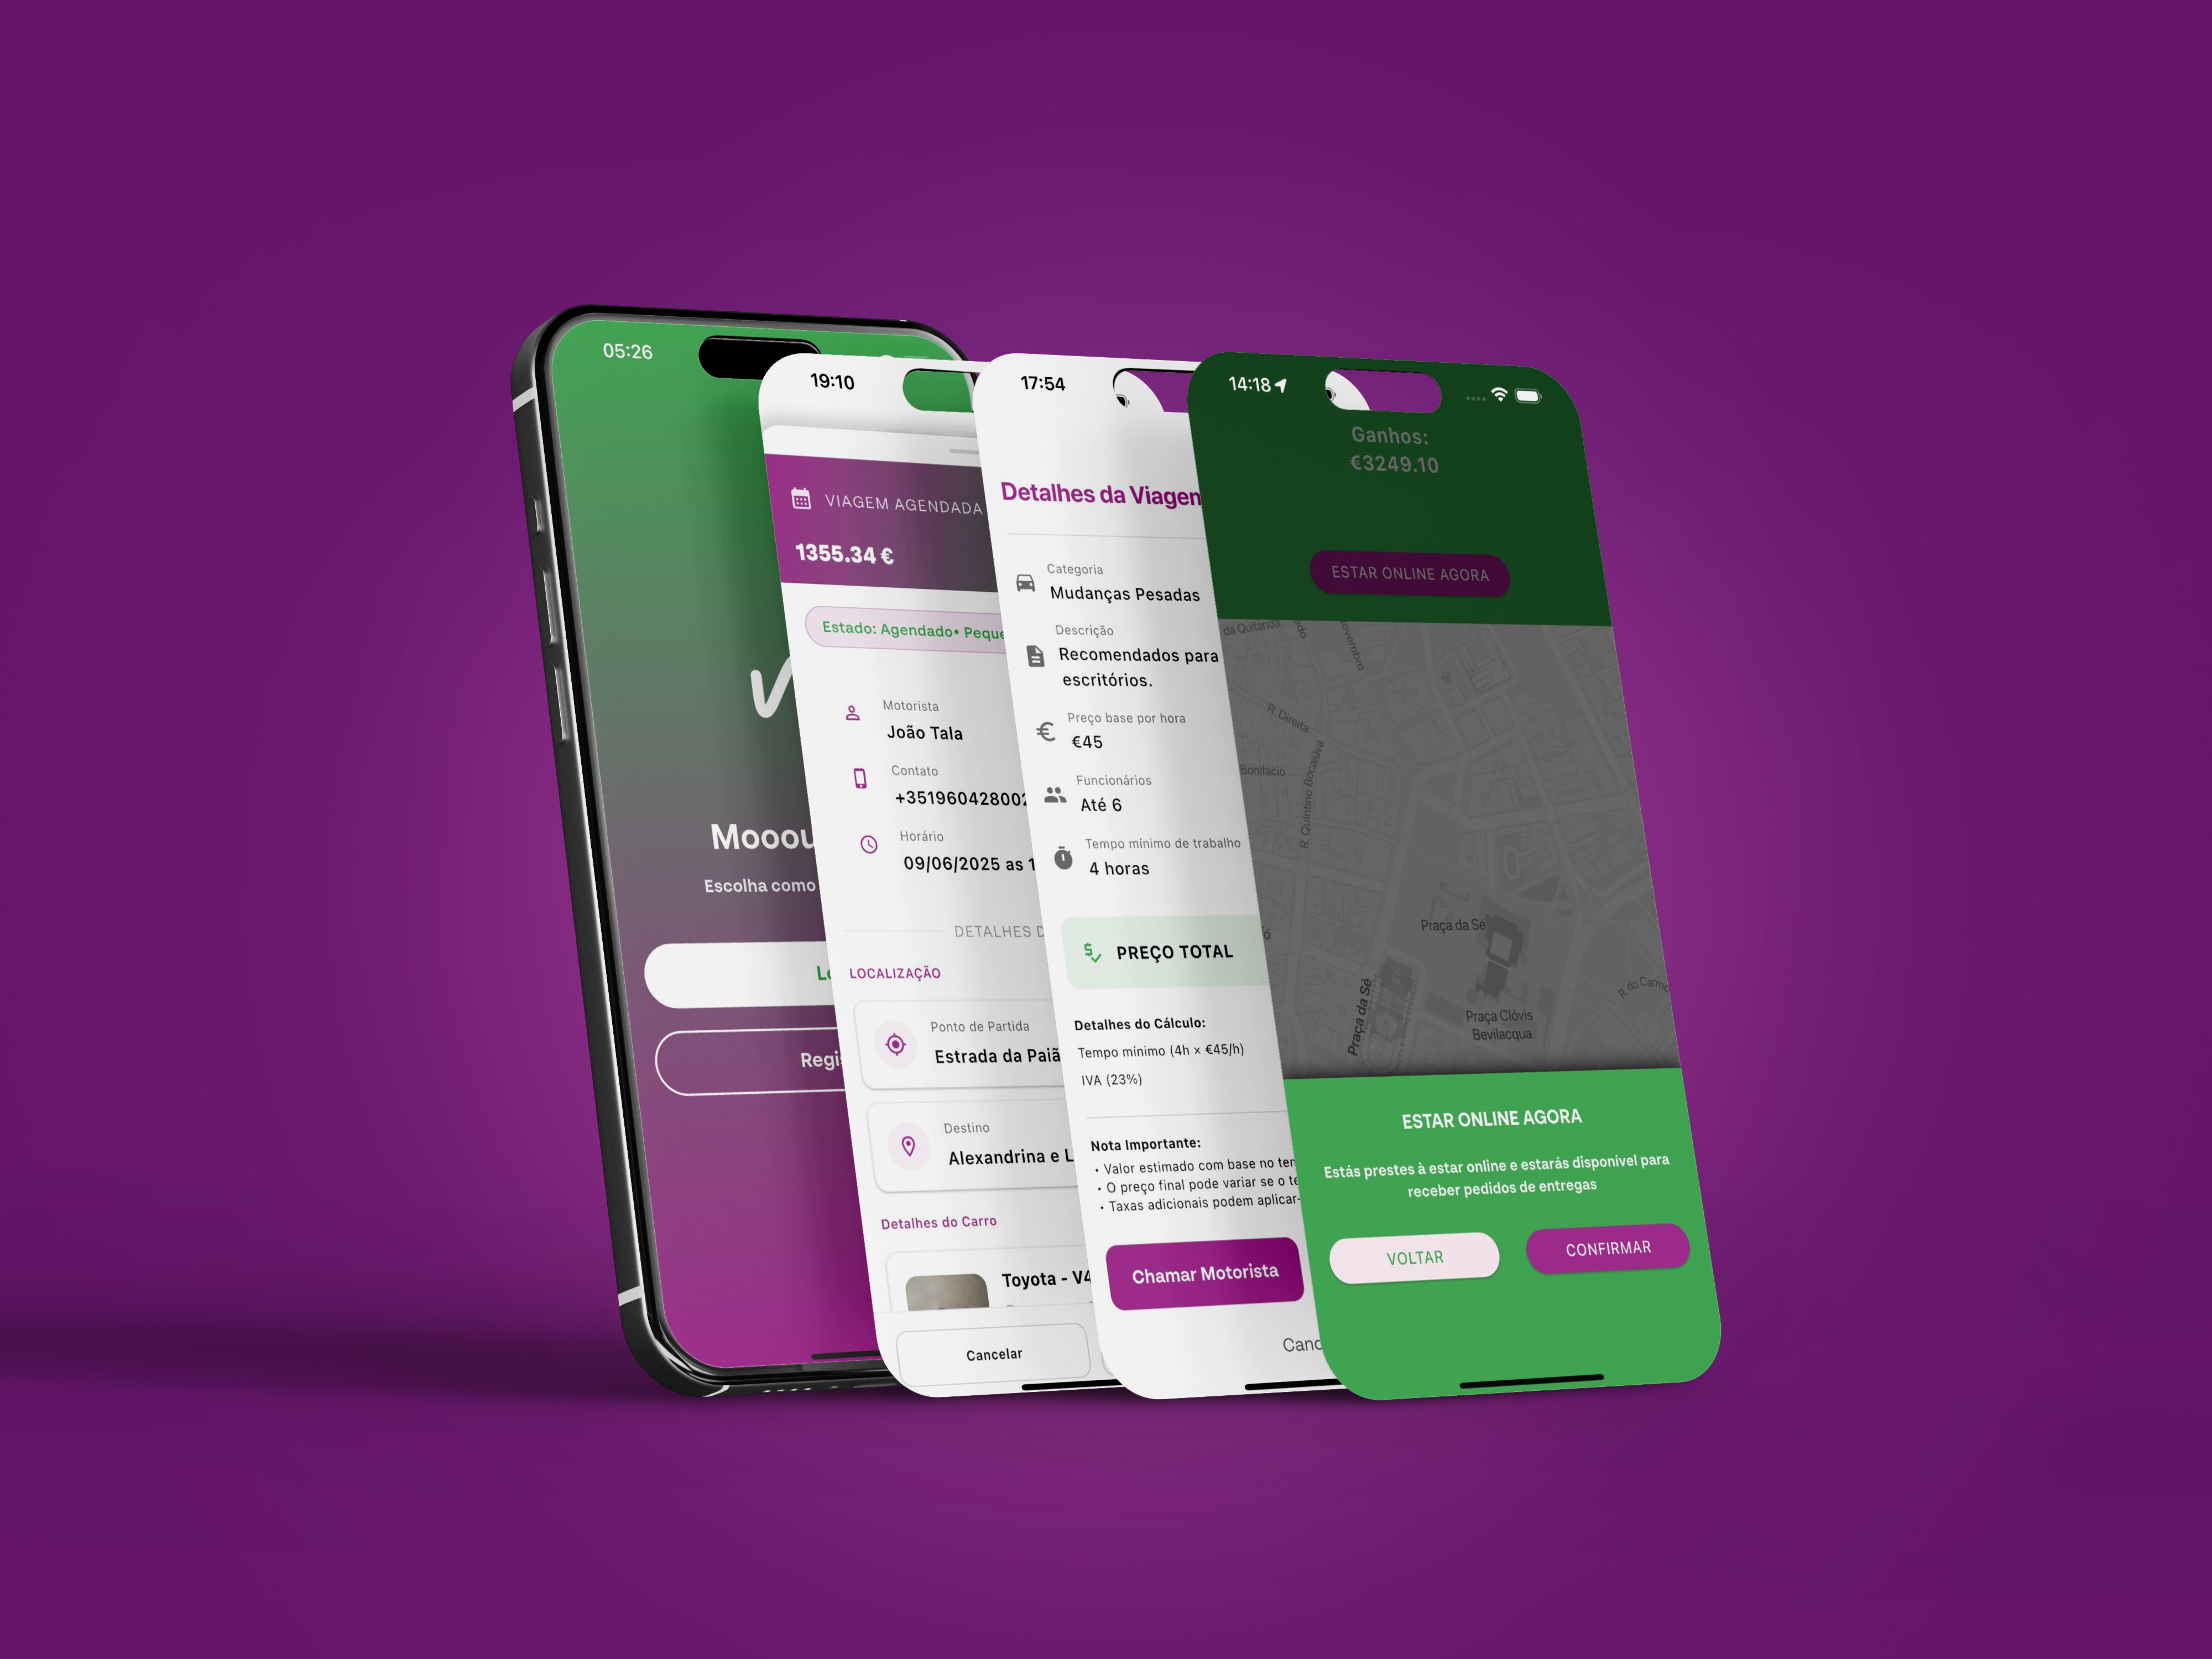 05:26
Mooou
Escolha como
Lo
Regi
19:10
VIAGEM AGENDADA
1355.34 €
Estado: Agendado• Peque
Motorista
João Tala
Contato
+351960428002
Horário
09/06/2025 as 1
DETALHES D
LOCALIZAÇÃO
Ponto de Partida
Estrada da Paiã
Destino
Alexandrina e L
Detalhes do Carro
Toyota - V4
Cancelar
17:54
Detalhes da Viagem
Categoria
Mudanças Pesadas
Descrição
Recomendados para
escritórios.
Preço base por hora
€45
Funcionários
Até 6
Tempo mínimo de trabalho
4 horas
PREÇO TOTAL
Detalhes do Cálculo:
Tempo mínimo (4h × €45/h)
IVA (23%)
Nota Importante:
• Valor estimado com base no tem
• O preço final pode variar se o te
• Taxas adicionais podem aplicar-
Chamar Motorista
Canc
14:18
Ganhos:
€3249.10
ESTAR ONLINE AGORA
da Quitanda
ovembro
R. Direita
Bonifácio
R. Quintino Bocaiúva
Praça da Sé
Praça da Sé
Praça Clóvis
Bevilacqua
R. do Carmo
ESTAR ONLINE AGORA
Estás prestes à estar online e estarás disponível para
receber pedidos de entregas
VOLTAR
CONFIRMAR